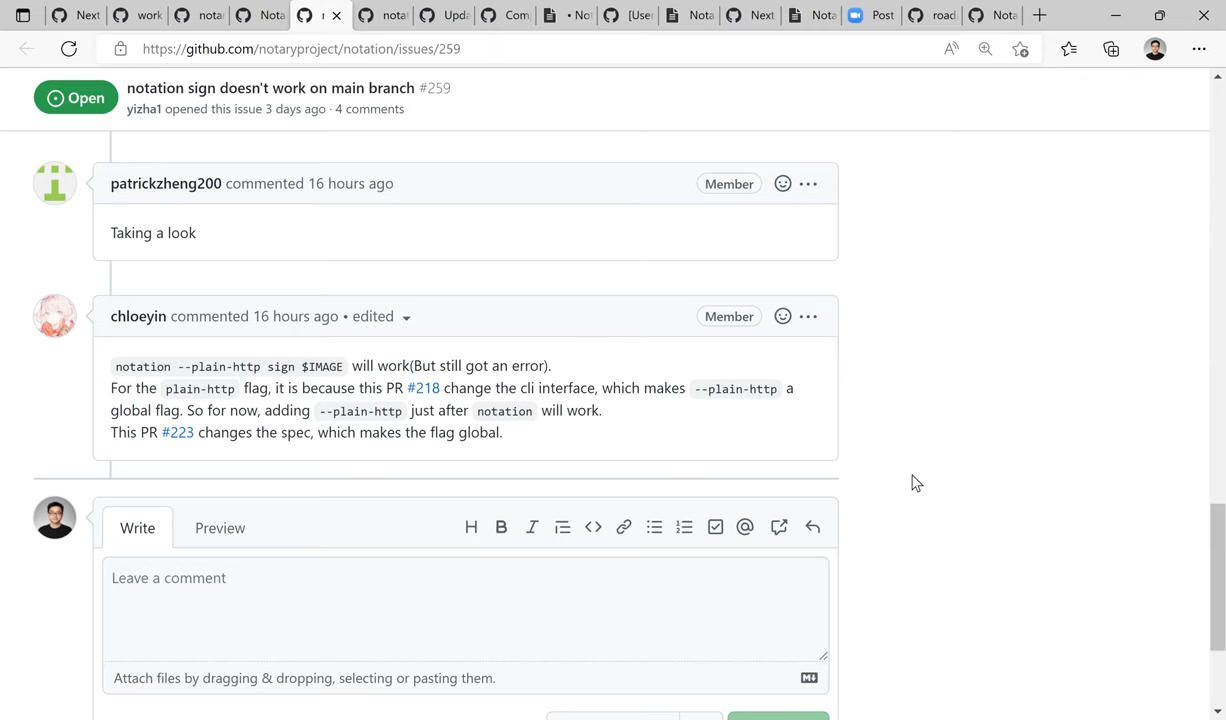 Next
work
notar
Nota
notat
Upda
Com
• No
[User
Nota
Next
Nota
Post
road
Nota
https://github.com/notaryproject/notation/issues/259
Open
notation sign doesn't work on main branch #259
yizha1 opened this issue 3 days ago · 4 comments
patrickzheng200 commented 16 hours ago
Member
Taking a look
chloeyin commented 16 hours ago • edited
Member
notation --plain-http sign $IMAGE will work(But still got an error).
For the plain-http flag, it is because this PR #218 change the cli interface, which makes --plain-http a
global flag. So for now, adding --plain-http just after notation will work.
This PR #223 changes the spec, which makes the flag global.
Write
Preview
Leave a comment
Attach files by dragging & dropping, selecting or pasting them.